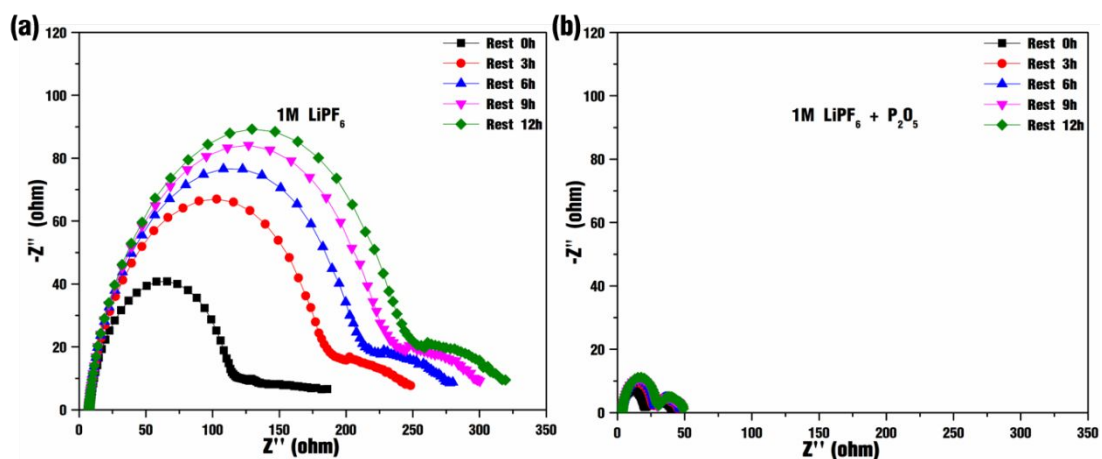 (a)
120
100
80
60
40
20
0
-Z'' (ohm)
0 50 100 150 200 250 300 350
Z'' (ohm)
1M LiPF₆
Rest 0h
Rest 3h
Rest 6h
Rest 9h
Rest 12h
(b)
120
100
80
60
40
20
0
-Z'' (ohm)
0 50 100 150 200 250 300 350
Z'' (ohm)
1M LiPF₆ + P₂O₅
Rest 0h
Rest 3h
Rest 6h
Rest 9h
Rest 12h